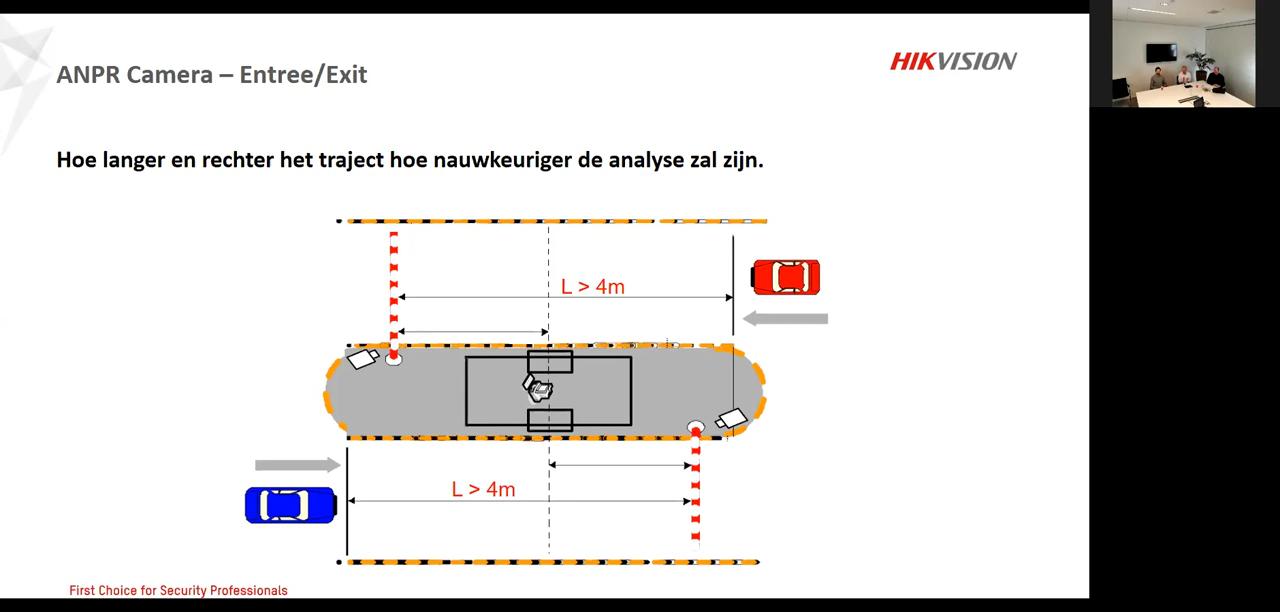 ANPR Camera – Entree/Exit
HIKVISION
Hoe langer en rechter het traject hoe nauwkeuriger de analyse zal zijn.
L > 4m
L > 4m
First Choice for Security Professionals